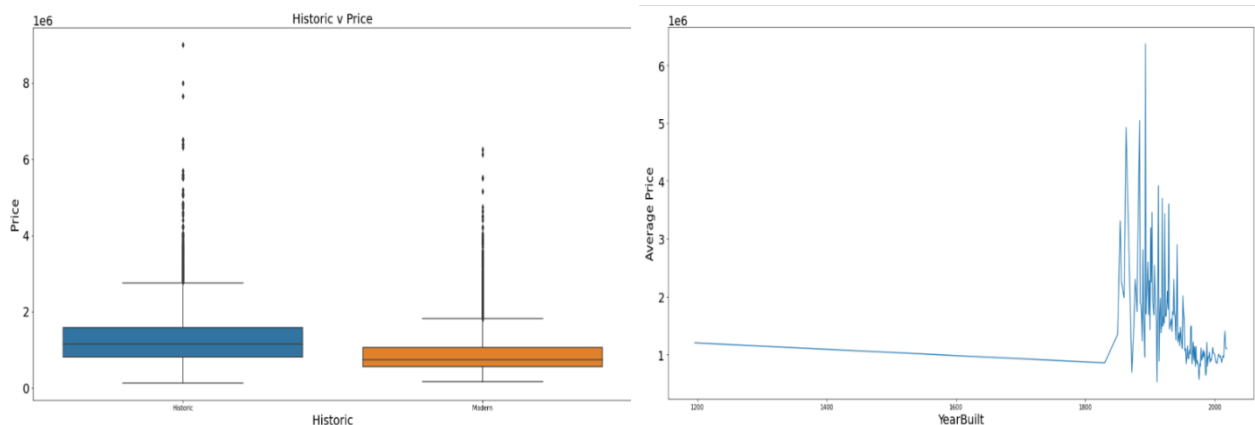 Historic v Price
1e6
8
6
4
2
0
Price
Historic
Modern
Historic
1e6
6
5
4
3
2
1
Average Price
1200
1400
1600
1800
2000
YearBuilt